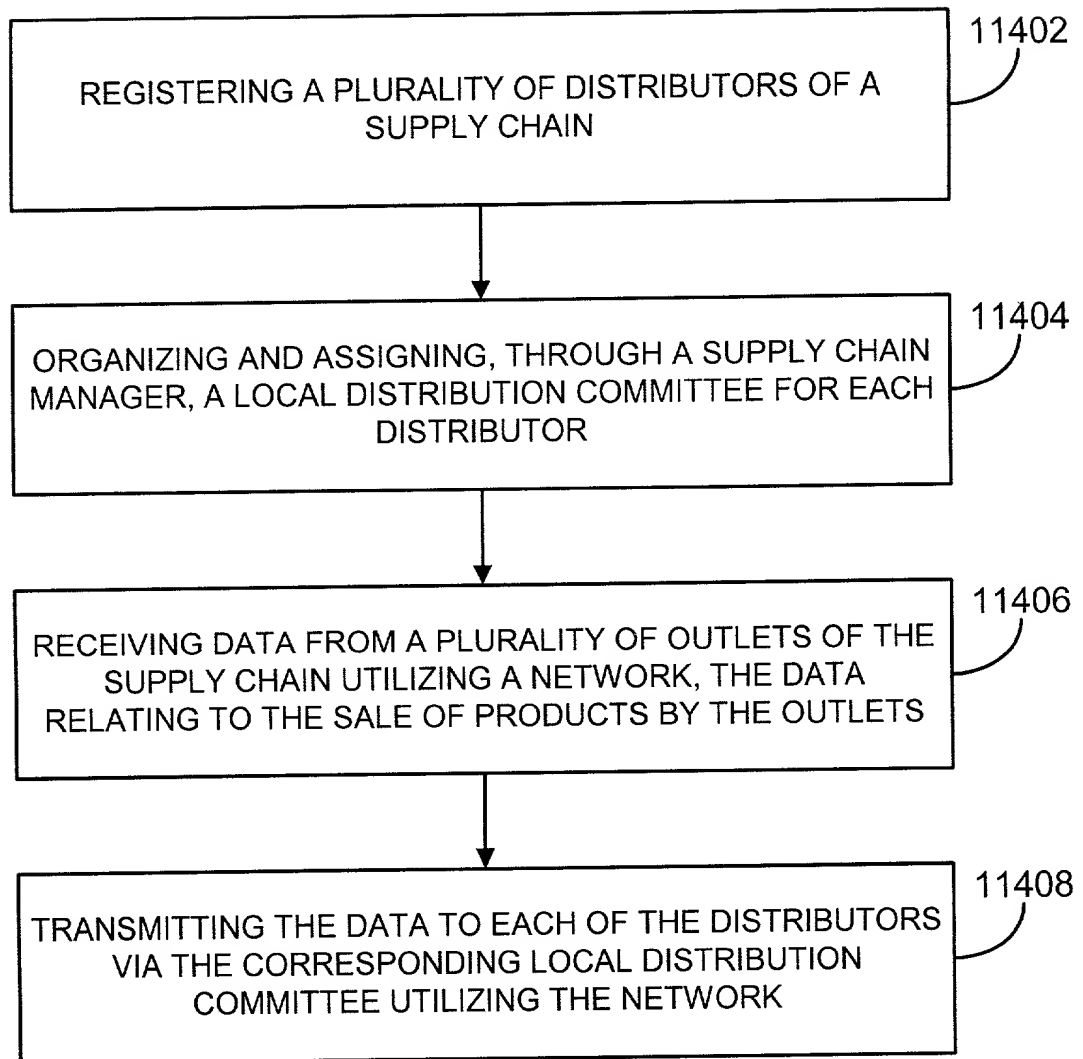 11402
REGISTERING A PLURALITY OF DISTRIBUTORS OF A
SUPPLY CHAIN
11404
ORGANIZING AND ASSIGNING, THROUGH A SUPPLY CHAIN
MANAGER, A LOCAL DISTRIBUTION COMMITTEE FOR EACH
DISTRIBUTOR
11406
RECEIVING DATA FROM A PLURALITY OF OUTLETS OF THE
SUPPLY CHAIN UTILIZING A NETWORK, THE DATA
RELATING TO THE SALE OF PRODUCTS BY THE OUTLETS
11408
TRANSMITTING THE DATA TO EACH OF THE DISTRIBUTORS
VIA THE CORRESPONDING LOCAL DISTRIBUTION
COMMITTEE UTILIZING THE NETWORK